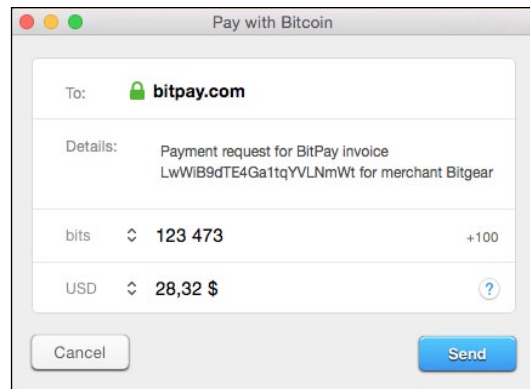 Pay with Bitcoin
To: bitpay.com
Details: Payment request for BitPay invoice
LwWiB9dTE4Ga1tqYVLNmWt for merchant Bitgear
bits 123 473 +100
USD 28,32 $ ?
Cancel Send